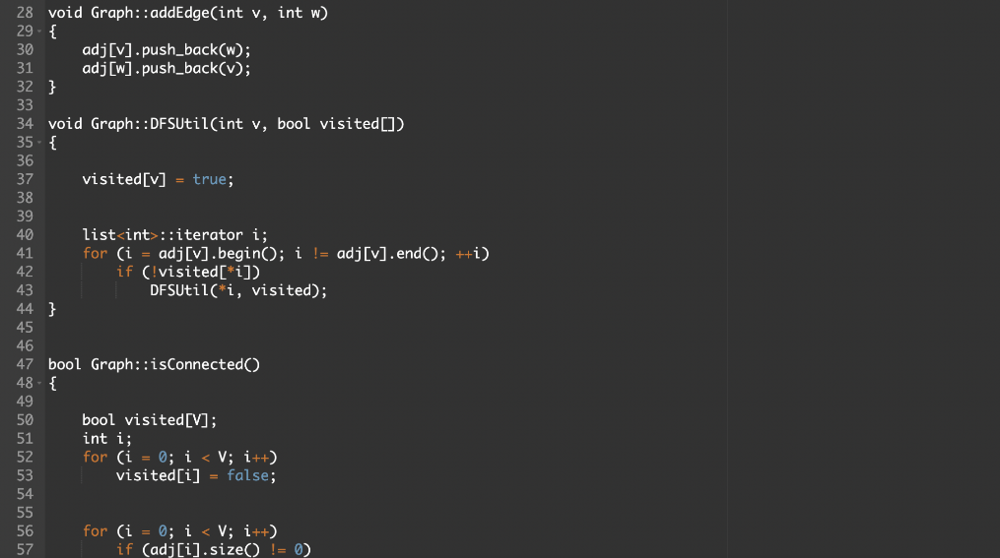 28 void Graph::addEdge(int v, int w)
29 {
30     adj[v].push_back(w);
31     adj[w].push_back(v);
32 }
33
34 void Graph::DFSUtil(int v, bool visited[])
35 {
36
37     visited[v] = true;
38
39
40     list<int>::iterator i;
41     for (i = adj[v].begin(); i != adj[v].end(); ++i)
42         if (!visited[*i])
43             DFSUtil(*i, visited);
44 }
45
46
47 bool Graph::isConnected()
48 {
49
50     bool visited[V];
51     int i;
52     for (i = 0; i < V; i++)
53         visited[i] = false;
54
55
56     for (i = 0; i < V; i++)
57         if (adj[i].size() != 0)